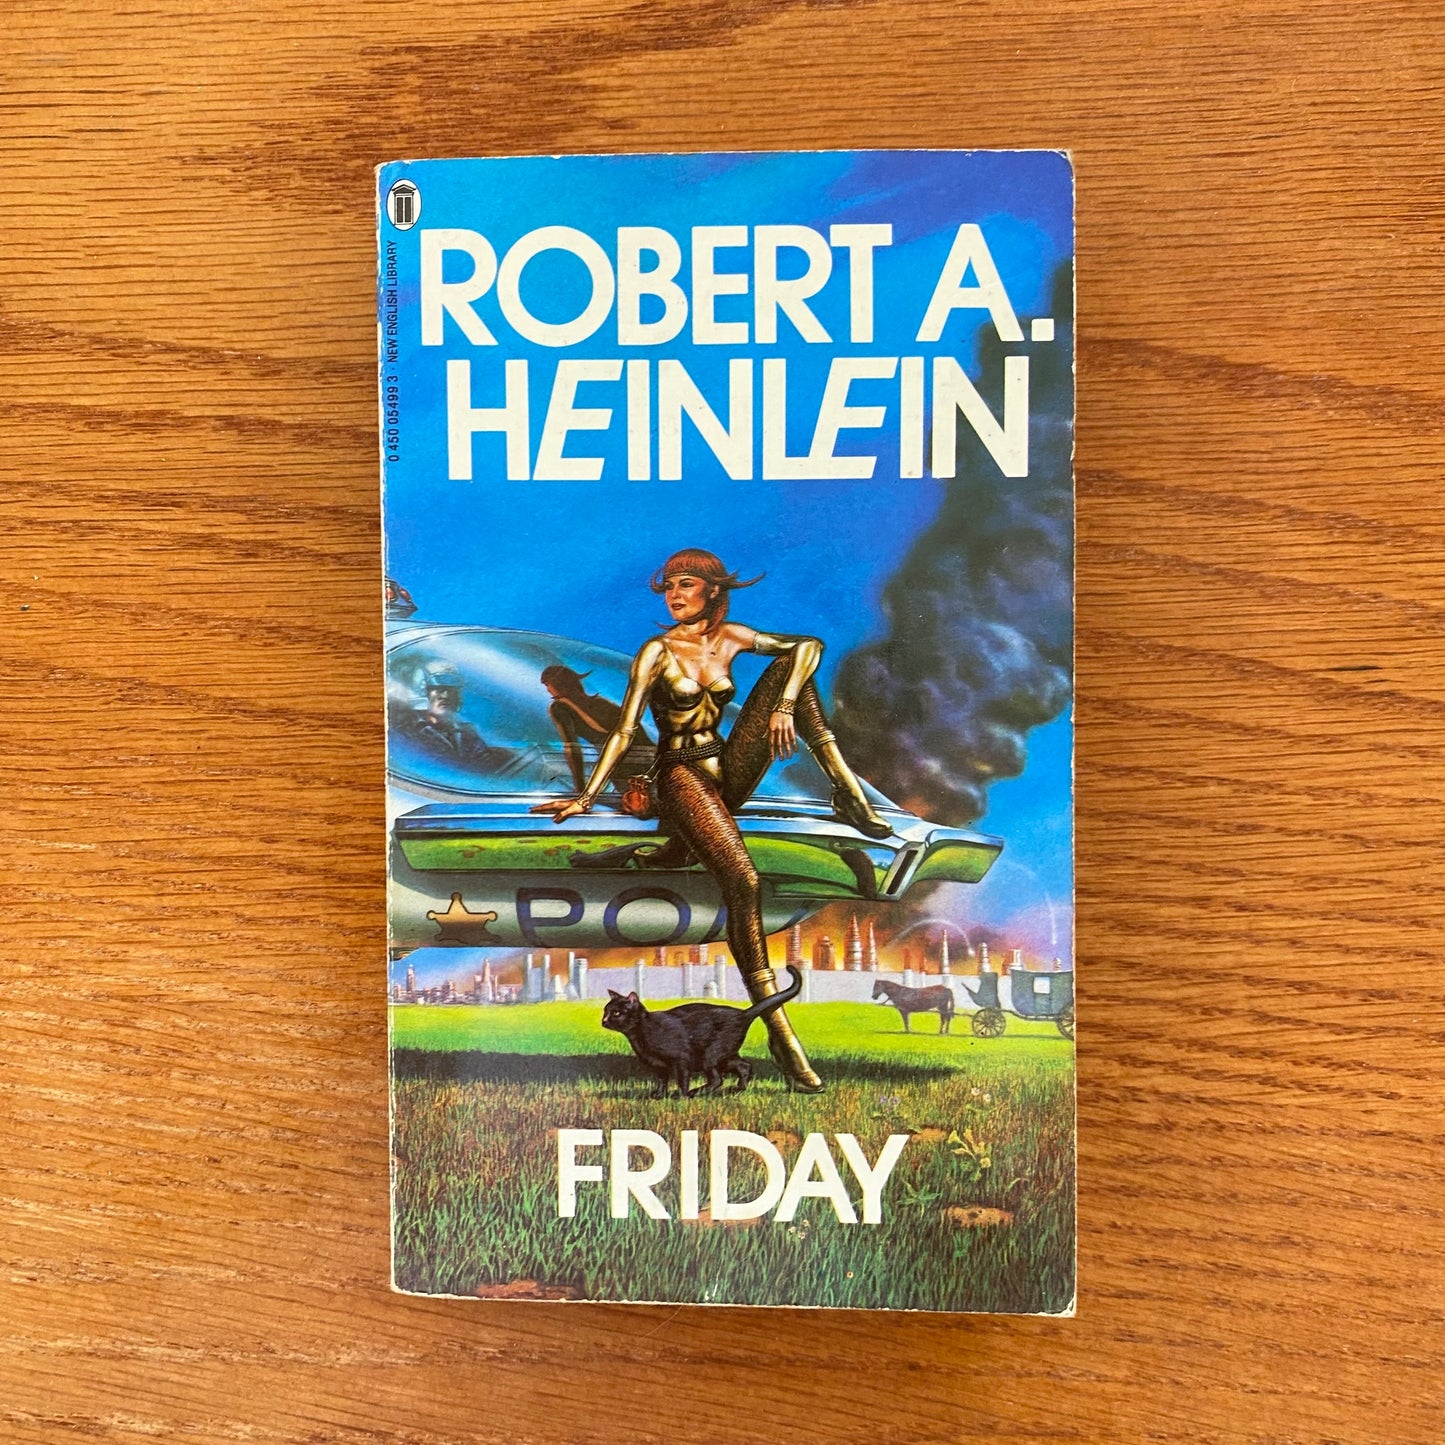 ROBERT A.
HEINLEIN
0 450 05499 3 · NEW ENGLISH LIBRARY
PO
FRIDAY